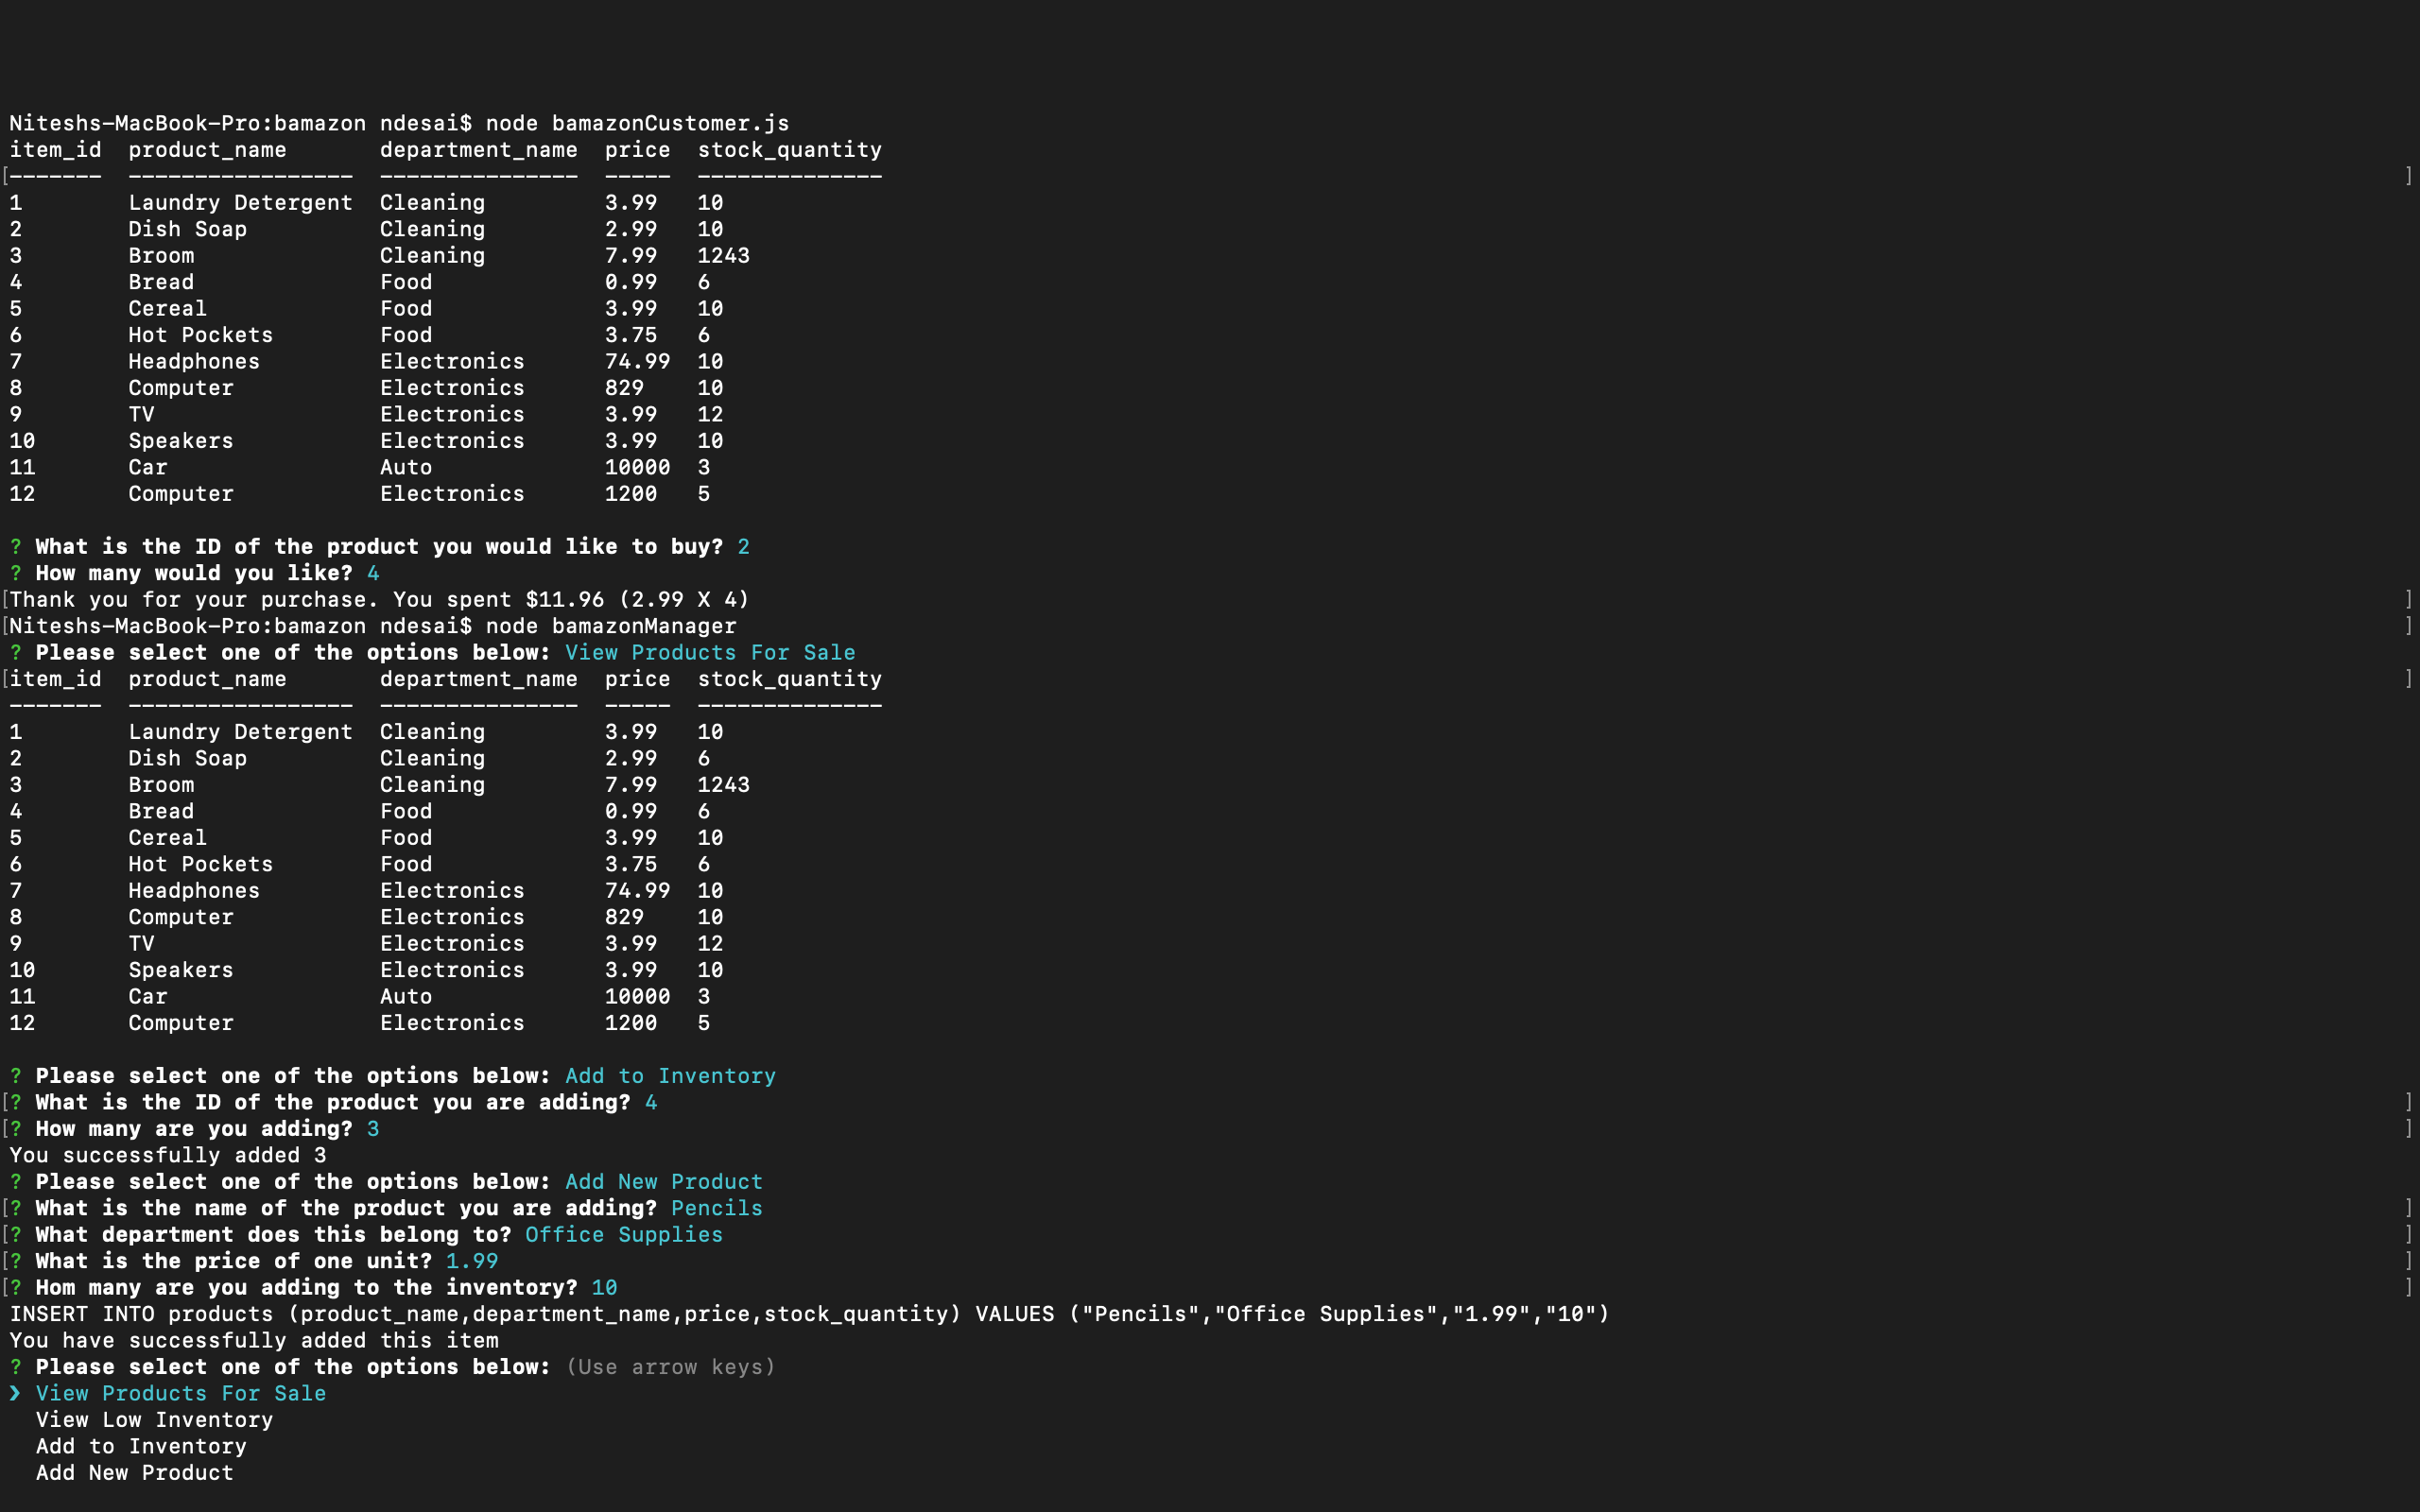 Niteshs-MacBook-Pro:bamazon ndesai$ node bamazonCustomer.js
item_id  product_name       department_name  price  stock_quantity
[-------  -----------------  ---------------  -----  --------------]
1        Laundry Detergent  Cleaning         3.99   10
2        Dish Soap          Cleaning         2.99   10
3        Broom              Cleaning         7.99   1243
4        Bread              Food             0.99   6
5        Cereal             Food             3.99   10
6        Hot Pockets        Food             3.75   6
7        Headphones         Electronics      74.99  10
8        Computer           Electronics      829    10
9        TV                 Electronics      3.99   12
10       Speakers           Electronics      3.99   10
11       Car                Auto             10000  3
12       Computer           Electronics      1200   5
? What is the ID of the product you would like to buy? 2
? How many would you like? 4
[Thank you for your purchase. You spent $11.96 (2.99 X 4) ]
[Niteshs-MacBook-Pro:bamazon ndesai$ node bamazonManager ]
? Please select one of the options below: View Products For Sale
[item_id  product_name       department_name  price  stock_quantity ]
-------  -----------------  ---------------  -----  --------------
1        Laundry Detergent  Cleaning         3.99   10
2        Dish Soap          Cleaning         2.99   6
3        Broom              Cleaning         7.99   1243
4        Bread              Food             0.99   6
5        Cereal             Food             3.99   10
6        Hot Pockets        Food             3.75   6
7        Headphones         Electronics      74.99  10
8        Computer           Electronics      829    10
9        TV                 Electronics      3.99   12
10       Speakers           Electronics      3.99   10
11       Car                Auto             10000  3
12       Computer           Electronics      1200   5
? Please select one of the options below: Add to Inventory
[? What is the ID of the product you are adding? 4 ]
[? How many are you adding? 3 ]
You successfully added 3
? Please select one of the options below: Add New Product
[? What is the name of the product you are adding? Pencils ]
[? What department does this belong to? Office Supplies ]
[? What is the price of one unit? 1.99 ]
[? Hom many are you adding to the inventory? 10 ]
INSERT INTO products (product_name,department_name,price,stock_quantity) VALUES ("Pencils","Office Supplies","1.99","10")
You have successfully added this item
? Please select one of the options below: (Use arrow keys)
❯ View Products For Sale
  View Low Inventory
  Add to Inventory
  Add New Product